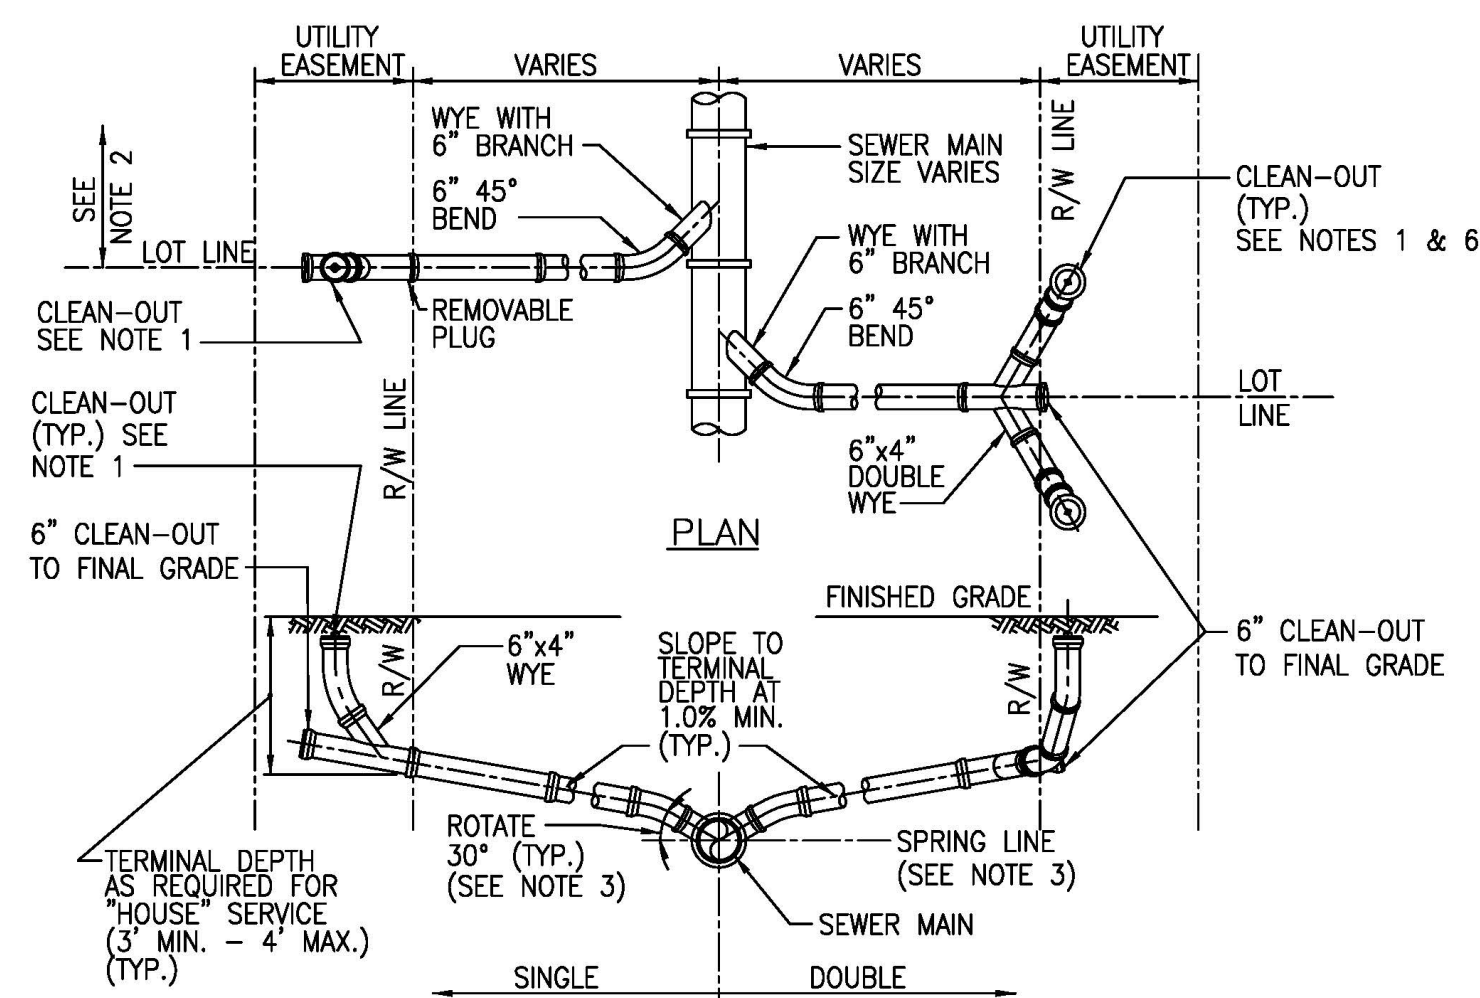 UTILITY
EASEMENT
VARIES
VARIES
UTILITY
EASEMENT
SEE
NOTE 2
WYE WITH
6" BRANCH
6" 45°
BEND
SEWER MAIN
SIZE VARIES
R/W LINE
CLEAN-OUT
(TYP.)
SEE NOTES 1 & 6
LOT LINE
CLEAN-OUT
SEE NOTE 1
REMOVABLE
PLUG
WYE WITH
6" BRANCH
6" 45°
BEND
CLEAN-OUT
(TYP.) SEE
NOTE 1
R/W LINE
LOT
LINE
6"x4"
DOUBLE
WYE
6" CLEAN-OUT
TO FINAL GRADE
PLAN
FINISHED GRADE
R/W
6"x4"
WYE
SLOPE TO
TERMINAL
DEPTH AT
1.0% MIN.
(TYP.)
R/W
6" CLEAN-OUT
TO FINAL GRADE
TERMINAL DEPTH
AS REQUIRED FOR
"HOUSE" SERVICE
(3' MIN. - 4' MAX.)
(TYP.)
ROTATE
30° (TYP.)
(SEE NOTE 3)
SPRING LINE
(SEE NOTE 3)
SEWER MAIN
SINGLE
DOUBLE